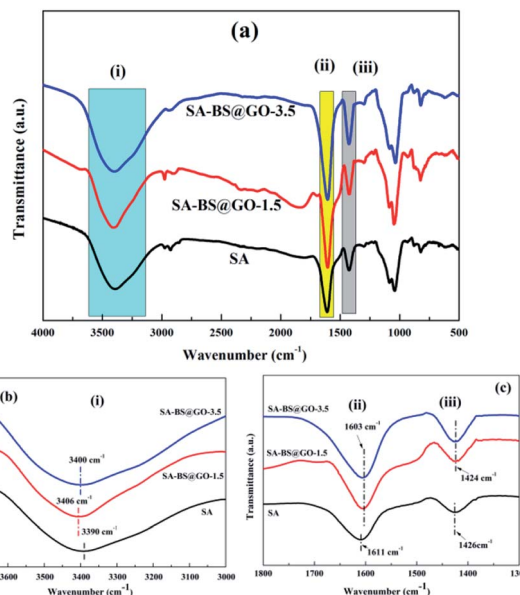 (a)
(i)
(ii)
(iii)
SA-BS@GO-3.5
SA-BS@GO-1.5
SA
Transmittance (a.u.)
4000 3500 3000 2500 2000 1500 1000 500
Wavenumber (cm-1)
(b)
(i)
SA-BS@GO-3.5
3400 cm-1
SA-BS@GO-1.5
3406 cm-1
3390 cm-1
SA
3600 3400 3200 3000
Wavenumber (cm-1)
(c)
(ii)
(iii)
SA-BS@GO-3.5
1603 cm-1
SA-BS@GO-1.5
1424 cm-1
SA
1426cm-1
1611 cm-1
Transmittance (a.u.)
1800 1700 1600 1500 1400
Wavenumber (cm-1)